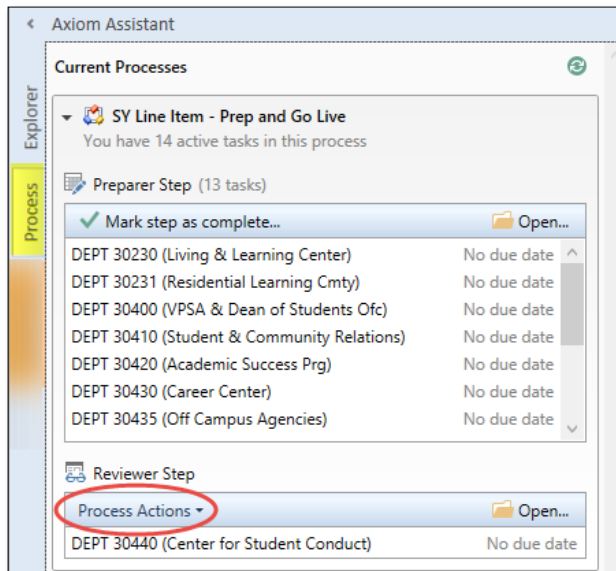 Axiom Assistant
Explorer
Process
Current Processes
SY Line Item - Prep and Go Live
You have 14 active tasks in this process
Preparer Step (13 tasks)
Mark step as complete... Open...
DEPT 30230 (Living & Learning Center) No due date
DEPT 30231 (Residential Learning Cmty) No due date
DEPT 30400 (VPSA & Dean of Students Ofc) No due date
DEPT 30410 (Student & Community Relations) No due date
DEPT 30420 (Academic Success Prg) No due date
DEPT 30430 (Career Center) No due date
DEPT 30435 (Off Campus Agencies) No due date
Reviewer Step
Process Actions Open...
DEPT 30440 (Center for Student Conduct) No due date